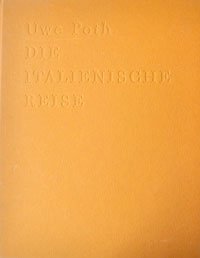 Uwe Poth
DIE
ITALIENISCHE
REISE